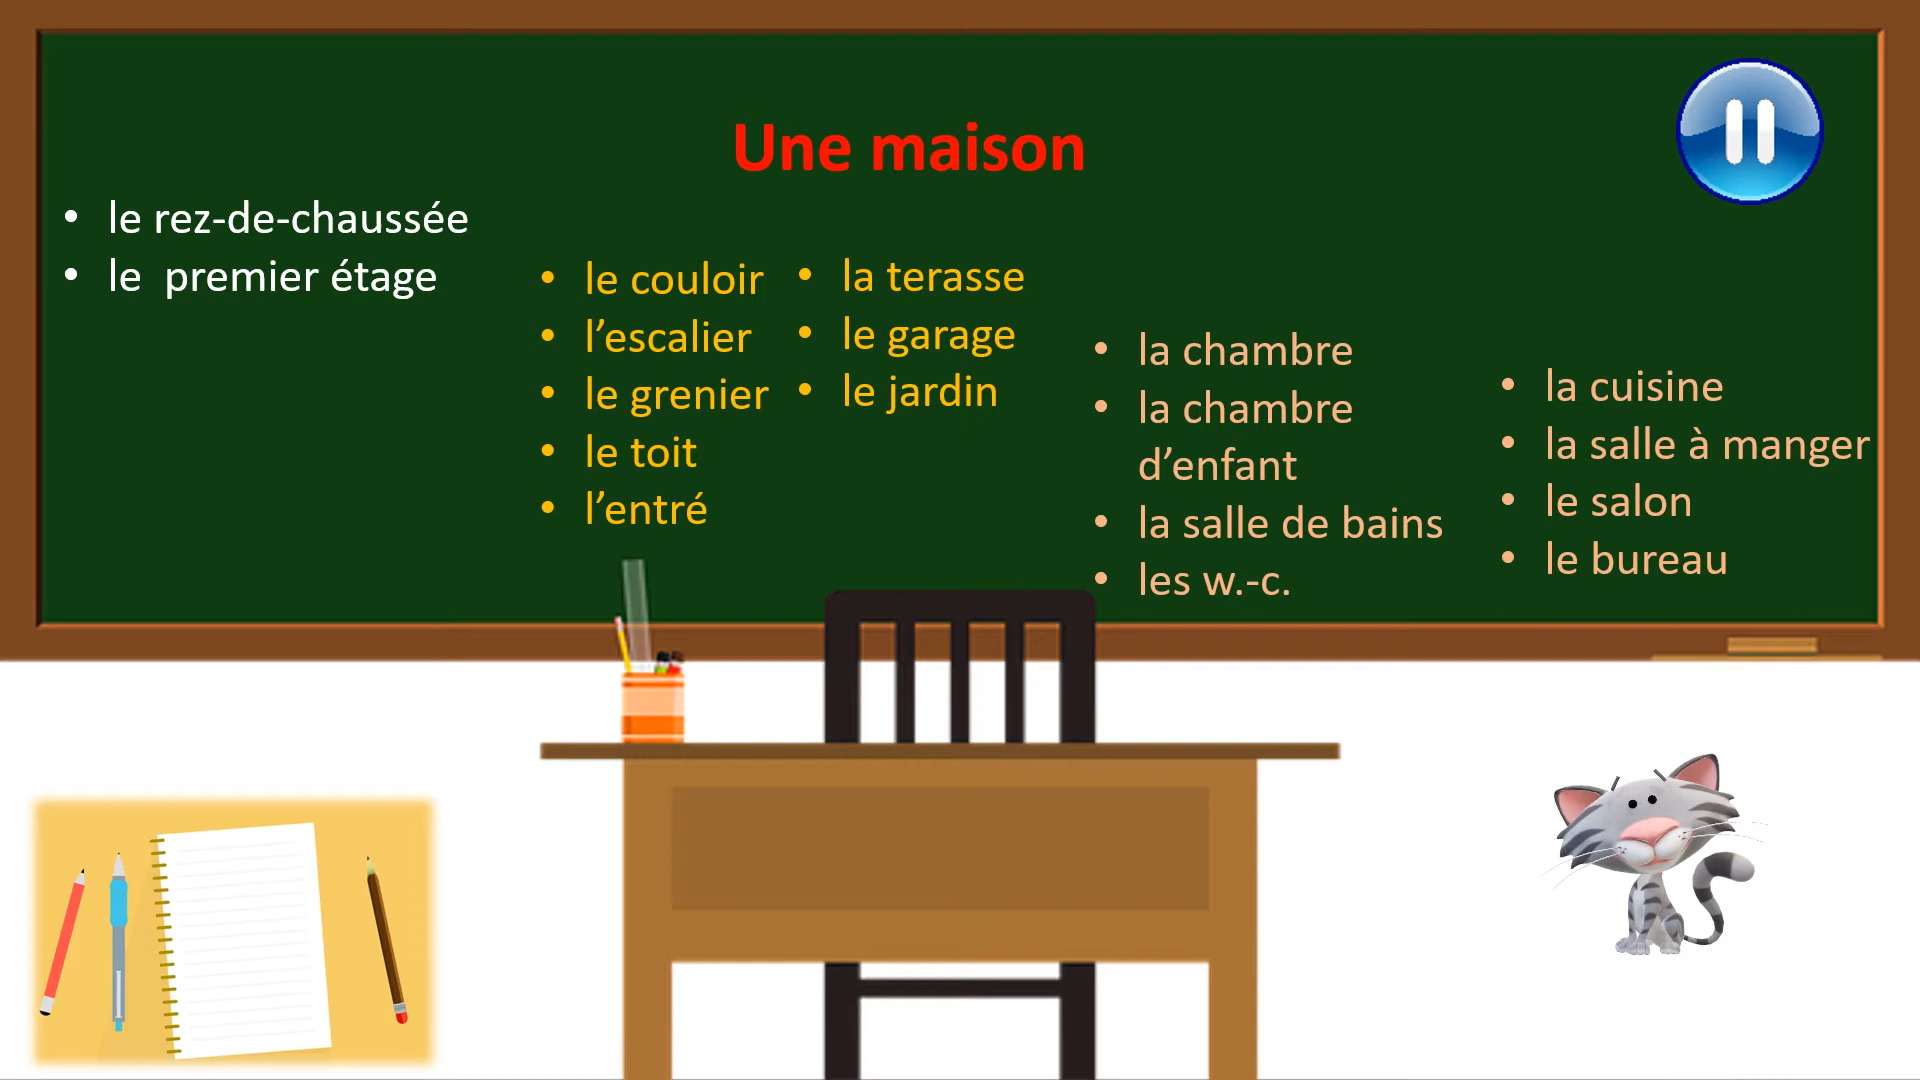 Une maison
• le rez-de-chaussée
• le  premier étage
• le couloir
• l’escalier
• le grenier
• le toit
• l’entré
• la terasse
• le garage
• le jardin
• la chambre
• la chambre
d’enfant
• la salle de bains
• les w.-c.
• la cuisine
• la salle à manger
• le salon
• le bureau